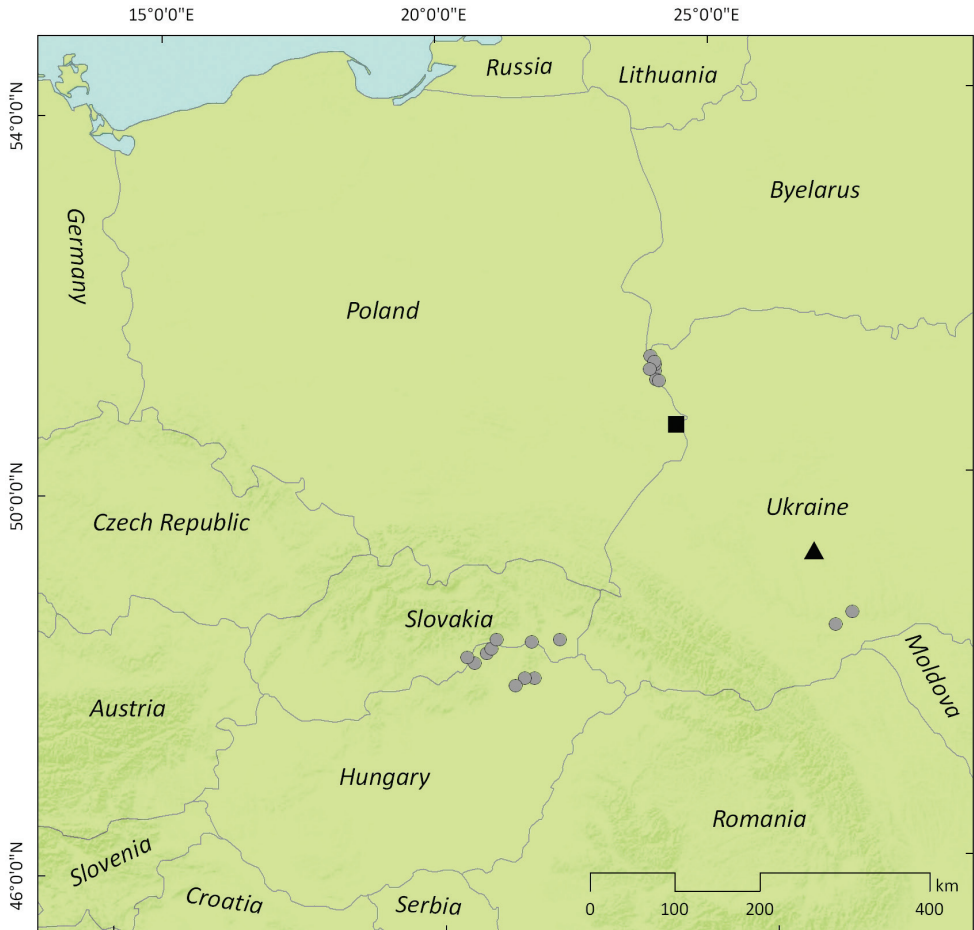 15°0'0"E
20°0'0"E
25°0'0"E
54°0'0"N
50°0'0"N
46°0'0"N
Russia
Lithuania
Byelarus
Germany
Poland
Ukraine
Czech Republic
Slovakia
Moldova
Austria
Hungary
Romania
Slovenia
Croatia
Serbia
km
0
100
200
400